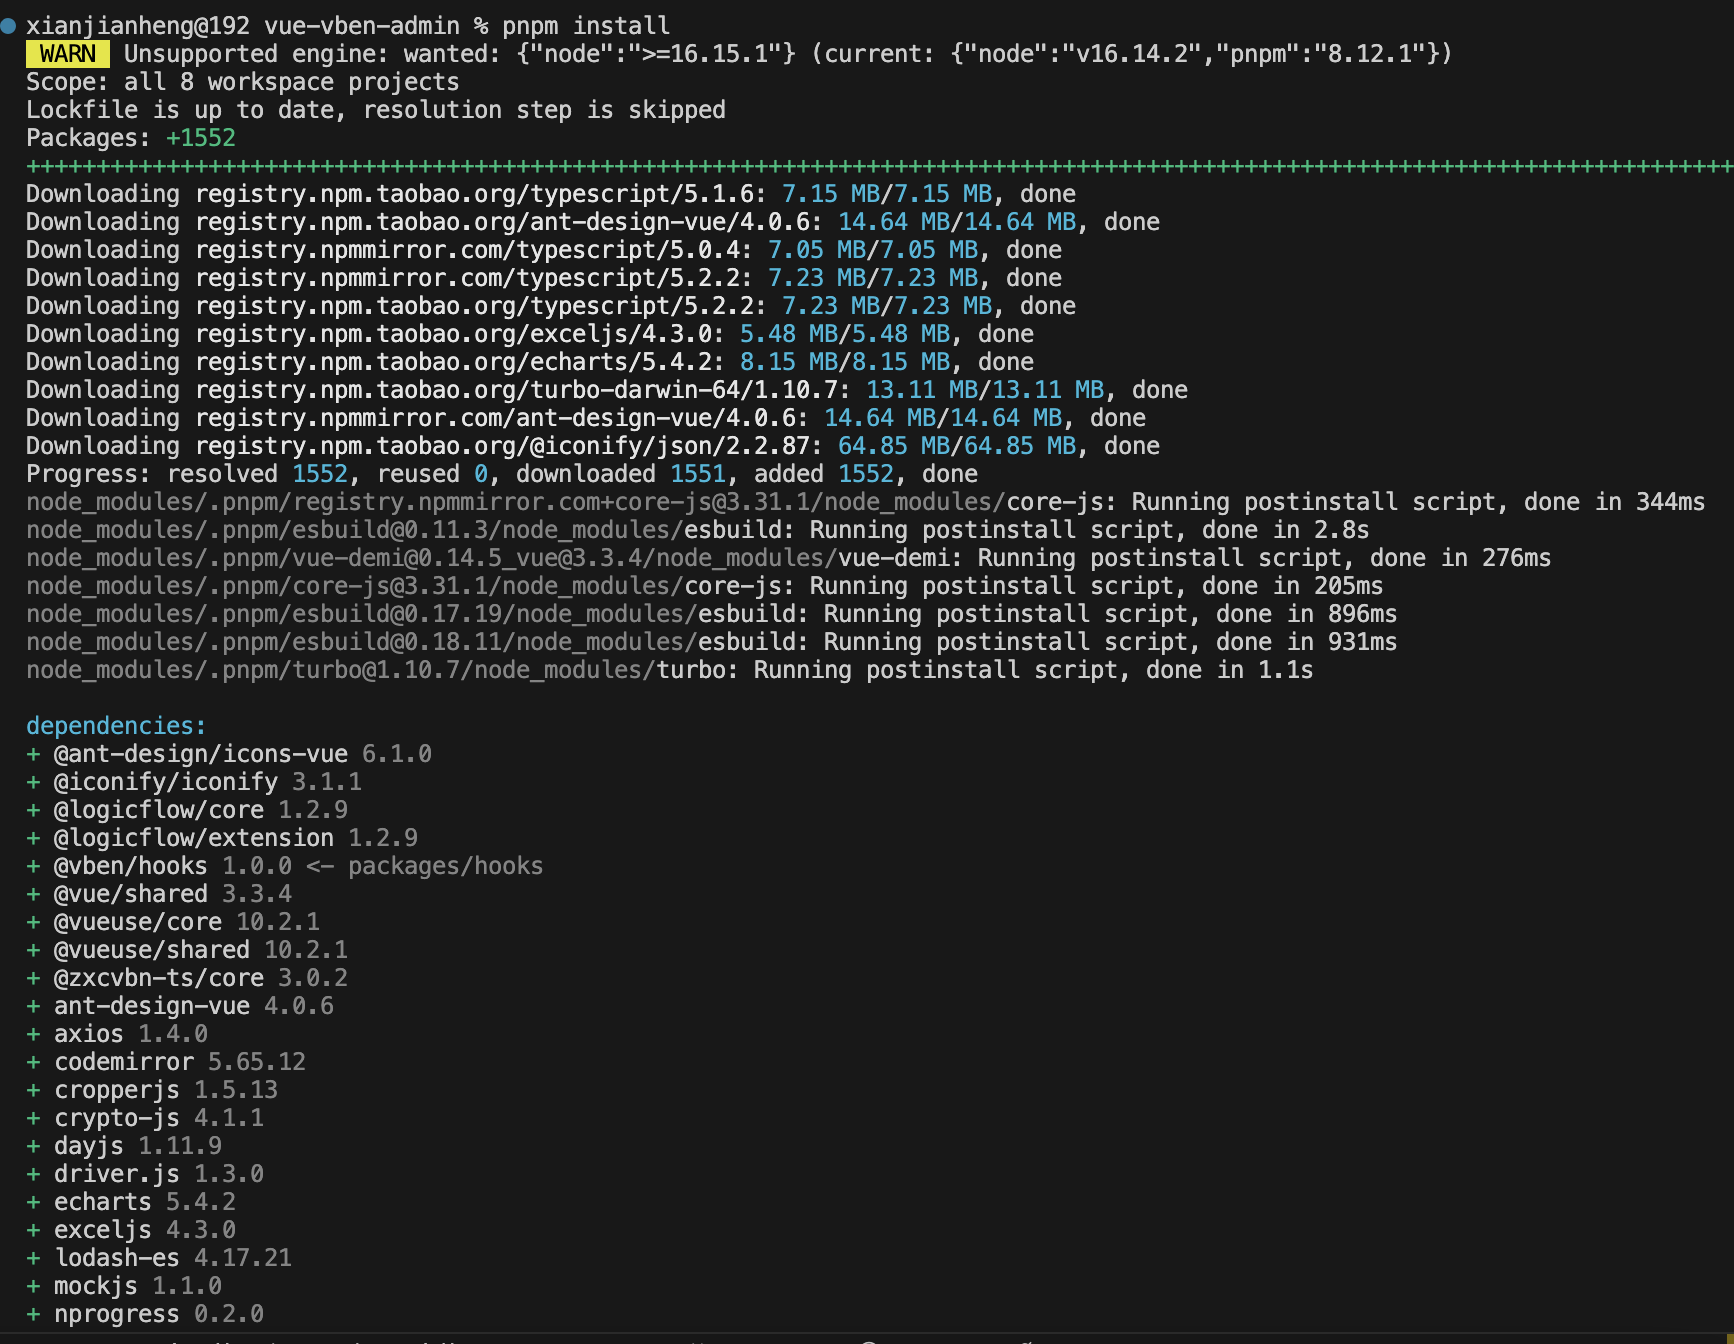 xianjianheng@192 vue-vben-admin % pnpm install
WARN Unsupported engine: wanted: {"node":">=16.15.1"} (current: {"node":"v16.14.2","pnpm":"8.12.1"})
Scope: all 8 workspace projects
Lockfile is up to date, resolution step is skipped
Packages: +1552
++++++++++++++++++++++++++++++++++++++++++++++++++++++++++++++++++++++++++++++++++++++++++++++++++++++++++++++++++++++++++
Downloading registry.npm.taobao.org/typescript/5.1.6: 7.15 MB/7.15 MB, done
Downloading registry.npm.taobao.org/ant-design-vue/4.0.6: 14.64 MB/14.64 MB, done
Downloading registry.npmmirror.com/typescript/5.0.4: 7.05 MB/7.05 MB, done
Downloading registry.npmmirror.com/typescript/5.2.2: 7.23 MB/7.23 MB, done
Downloading registry.npm.taobao.org/typescript/5.2.2: 7.23 MB/7.23 MB, done
Downloading registry.npm.taobao.org/exceljs/4.3.0: 5.48 MB/5.48 MB, done
Downloading registry.npm.taobao.org/echarts/5.4.2: 8.15 MB/8.15 MB, done
Downloading registry.npm.taobao.org/turbo-darwin-64/1.10.7: 13.11 MB/13.11 MB, done
Downloading registry.npmmirror.com/ant-design-vue/4.0.6: 14.64 MB/14.64 MB, done
Downloading registry.npm.taobao.org/@iconify/json/2.2.87: 64.85 MB/64.85 MB, done
Progress: resolved 1552, reused 0, downloaded 1551, added 1552, done
node_modules/.pnpm/registry.npmmirror.com+core-js@3.31.1/node_modules/core-js: Running postinstall script, done in 344ms
node_modules/.pnpm/esbuild@0.11.3/node_modules/esbuild: Running postinstall script, done in 2.8s
node_modules/.pnpm/vue-demi@0.14.5_vue@3.3.4/node_modules/vue-demi: Running postinstall script, done in 276ms
node_modules/.pnpm/core-js@3.31.1/node_modules/core-js: Running postinstall script, done in 205ms
node_modules/.pnpm/esbuild@0.17.19/node_modules/esbuild: Running postinstall script, done in 896ms
node_modules/.pnpm/esbuild@0.18.11/node_modules/esbuild: Running postinstall script, done in 931ms
node_modules/.pnpm/turbo@1.10.7/node_modules/turbo: Running postinstall script, done in 1.1s
dependencies:
+ @ant-design/icons-vue 6.1.0
+ @iconify/iconify 3.1.1
+ @logicflow/core 1.2.9
+ @logicflow/extension 1.2.9
+ @vben/hooks 1.0.0 <- packages/hooks
+ @vue/shared 3.3.4
+ @vueuse/core 10.2.1
+ @vueuse/shared 10.2.1
+ @zxcvbn-ts/core 3.0.2
+ ant-design-vue 4.0.6
+ axios 1.4.0
+ codemirror 5.65.12
+ cropperjs 1.5.13
+ crypto-js 4.1.1
+ dayjs 1.11.9
+ driver.js 1.3.0
+ echarts 5.4.2
+ exceljs 4.3.0
+ lodash-es 4.17.21
+ mockjs 1.1.0
+ nprogress 0.2.0